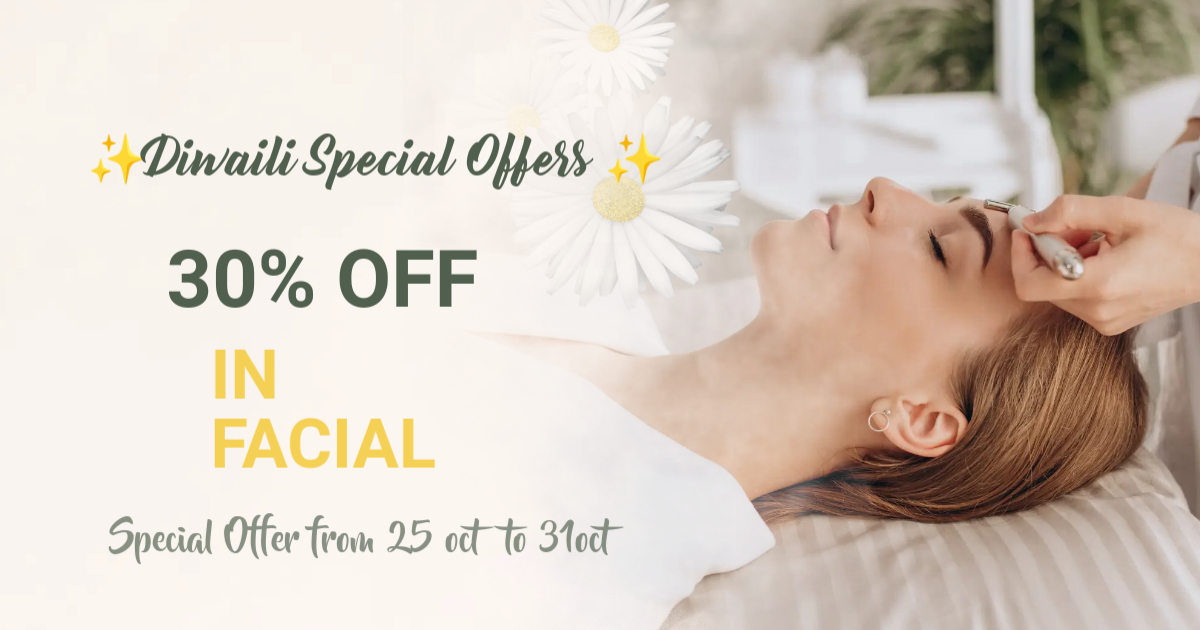 ✨Diwaili Special Offers ✨
30% OFF
IN
FACIAL
Special Offer from 25 oct to 31oct